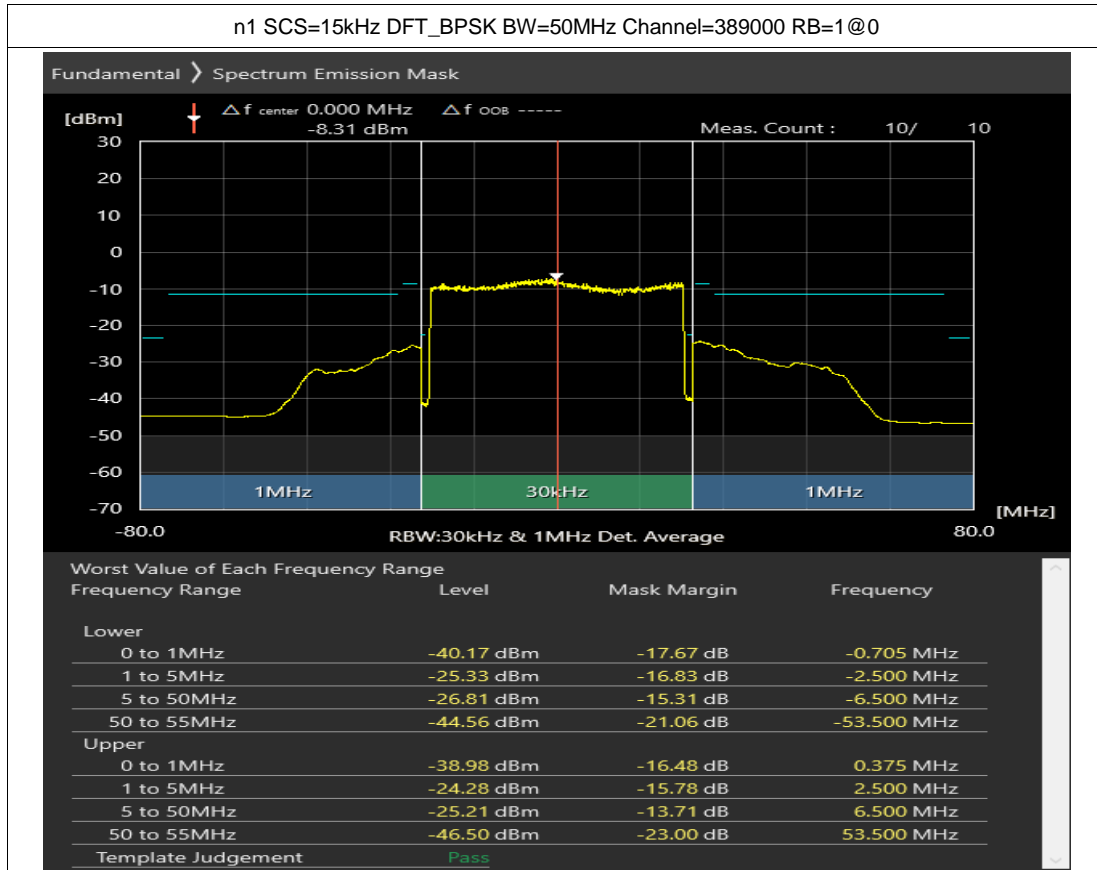 n1 SCS=15kHz DFT_BPSK BW=50MHz Channel=389000 RB=1@0
Fundamental ❯ Spectrum Emission Mask
[dBm] △f center 0.000 MHz △f OOB -----
-8.31 dBm Meas. Count : 10/ 10
30
20
10
0
-10
-20
-30
-40
-50
-60
1MHz 30kHz 1MHz
-70 [MHz]
-80.0 RBW:30kHz & 1MHz Det. Average 80.0
Worst Value of Each Frequency Range
Frequency Range Level Mask Margin Frequency
Lower
0 to 1MHz -40.17 dBm -17.67 dB -0.705 MHz
1 to 5MHz -25.33 dBm -16.83 dB -2.500 MHz
5 to 50MHz -26.81 dBm -15.31 dB -6.500 MHz
50 to 55MHz -44.56 dBm -21.06 dB -53.500 MHz
Upper
0 to 1MHz -38.98 dBm -16.48 dB 0.375 MHz
1 to 5MHz -24.28 dBm -15.78 dB 2.500 MHz
5 to 50MHz -25.21 dBm -13.71 dB 6.500 MHz
50 to 55MHz -46.50 dBm -23.00 dB 53.500 MHz
Template Judgement Pass